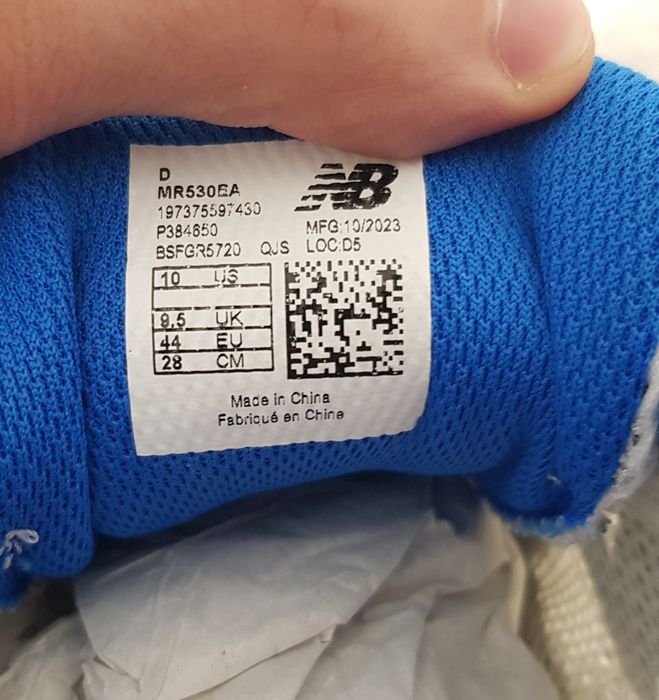 D
MR530EA
NB
197375597430
P384650
MFG:10/2023
BSFGR5720 QJS LOC:D5
10 US
9.5 UK
44 EU
28 CM
Made in China
Fabriqué en Chine